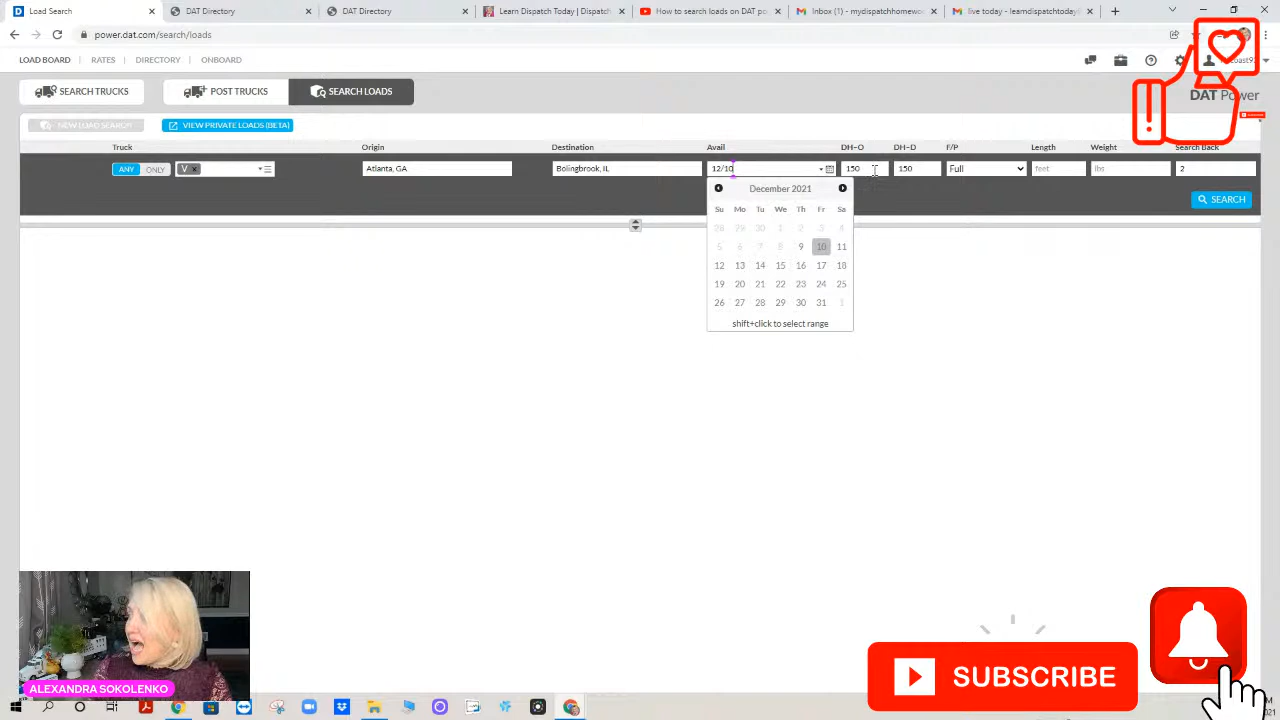 Load Search
DAT Directory
DAT Directory
Learn Dispatch Today | Dispatch
How to search loads on DAT po
Inbox (1) - mydispatchhomework
live today - learndispatchtoday
power.dat.com/search/loads
LOAD BOARD RATES DIRECTORY ONBOARD
SEARCH TRUCKS POST TRUCKS SEARCH LOADS
DAT Power
NEW LOAD SEARCH VIEW PRIVATE LOADS (BETA)
Truck Origin Destination Avail DH-O DH-D F/P Length Weight Search Back
ANY ONLY V Atlanta, GA Bolingbrook, IL 12/10 150 150 Full feet lbs 2
December 2021
SEARCH
Su Mo Tu We Th Fr Sa
28 29 30 1 2 3 4
5 6 7 8 9 10 11
12 13 14 15 16 17 18
19 20 21 22 23 24 25
26 27 28 29 30 31 1
shift+click to select range
SUBSCRIBE
ALEXANDRA SOKOLENKO